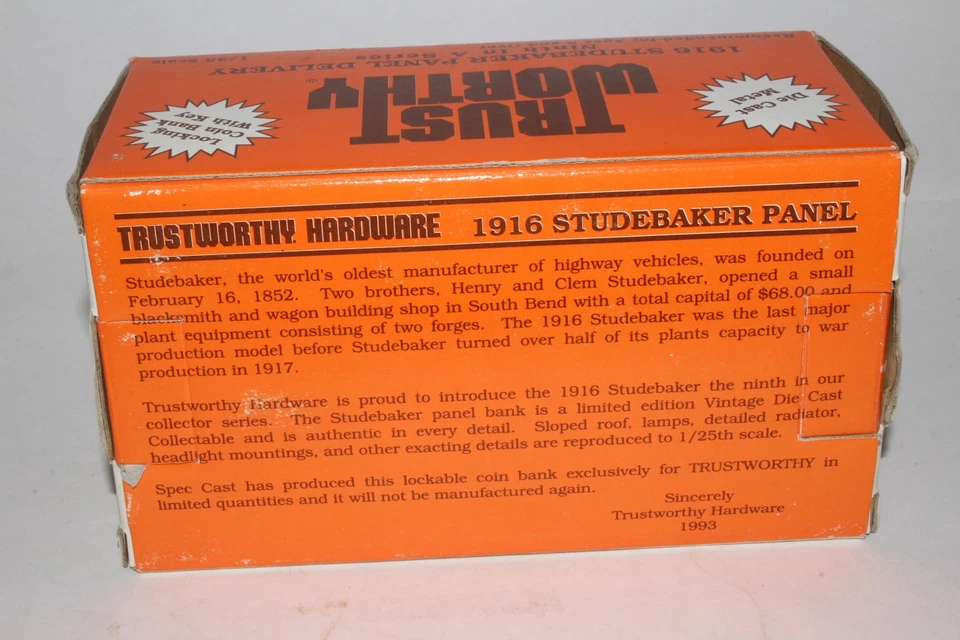 1916 STUDEBAKER PANEL DELIVERY
Ninth In A Series
1/25 Scale
Recommended for Ages 8 and Over
TRUST
WORTHY®
Die Cast
Metal
Locking
Coin Bank
With Key
TRUSTWORTHY HARDWARE 1916 STUDEBAKER PANEL
Studebaker, the world's oldest manufacturer of highway vehicles, was founded on
February 16, 1852. Two brothers, Henry and Clem Studebaker, opened a small
blacksmith and wagon building shop in South Bend with a total capital of $68.00 and
plant equipment consisting of two forges. The 1916 Studebaker was the last major
production model before Studebaker turned over half of its plants capacity to war
production in 1917.
Trustworthy Hardware is proud to introduce the 1916 Studebaker the ninth in our
collector series. The Studebaker panel bank is a limited edition Vintage Die Cast
Collectable and is authentic in every detail. Sloped roof, lamps, detailed radiator,
headlight mountings, and other exacting details are reproduced to 1/25th scale.
Spec Cast has produced this lockable coin bank exclusively for TRUSTWORTHY in
limited quantities and it will not be manufactured again.
Sincerely
Trustworthy Hardware
1993